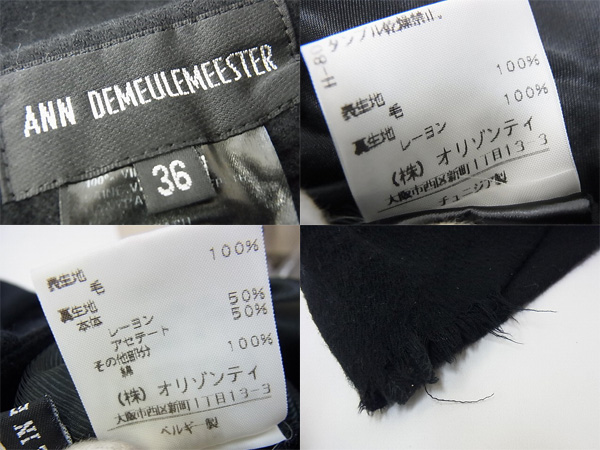 ANN DEMEULEMEESTER
36
タンブル乾燥禁止。
表生地
毛 100%
裏生地
レーヨン 100%
(株) オリゾンティ
大阪市西区新町1丁目13-3
チュニジア製
表生地
毛 100%
裏生地
本体
レーヨン 50%
アセテート 50%
その他部分
綿 100%
(株) オリゾンティ
大阪市西区新町1丁目13-3
ベルギー製